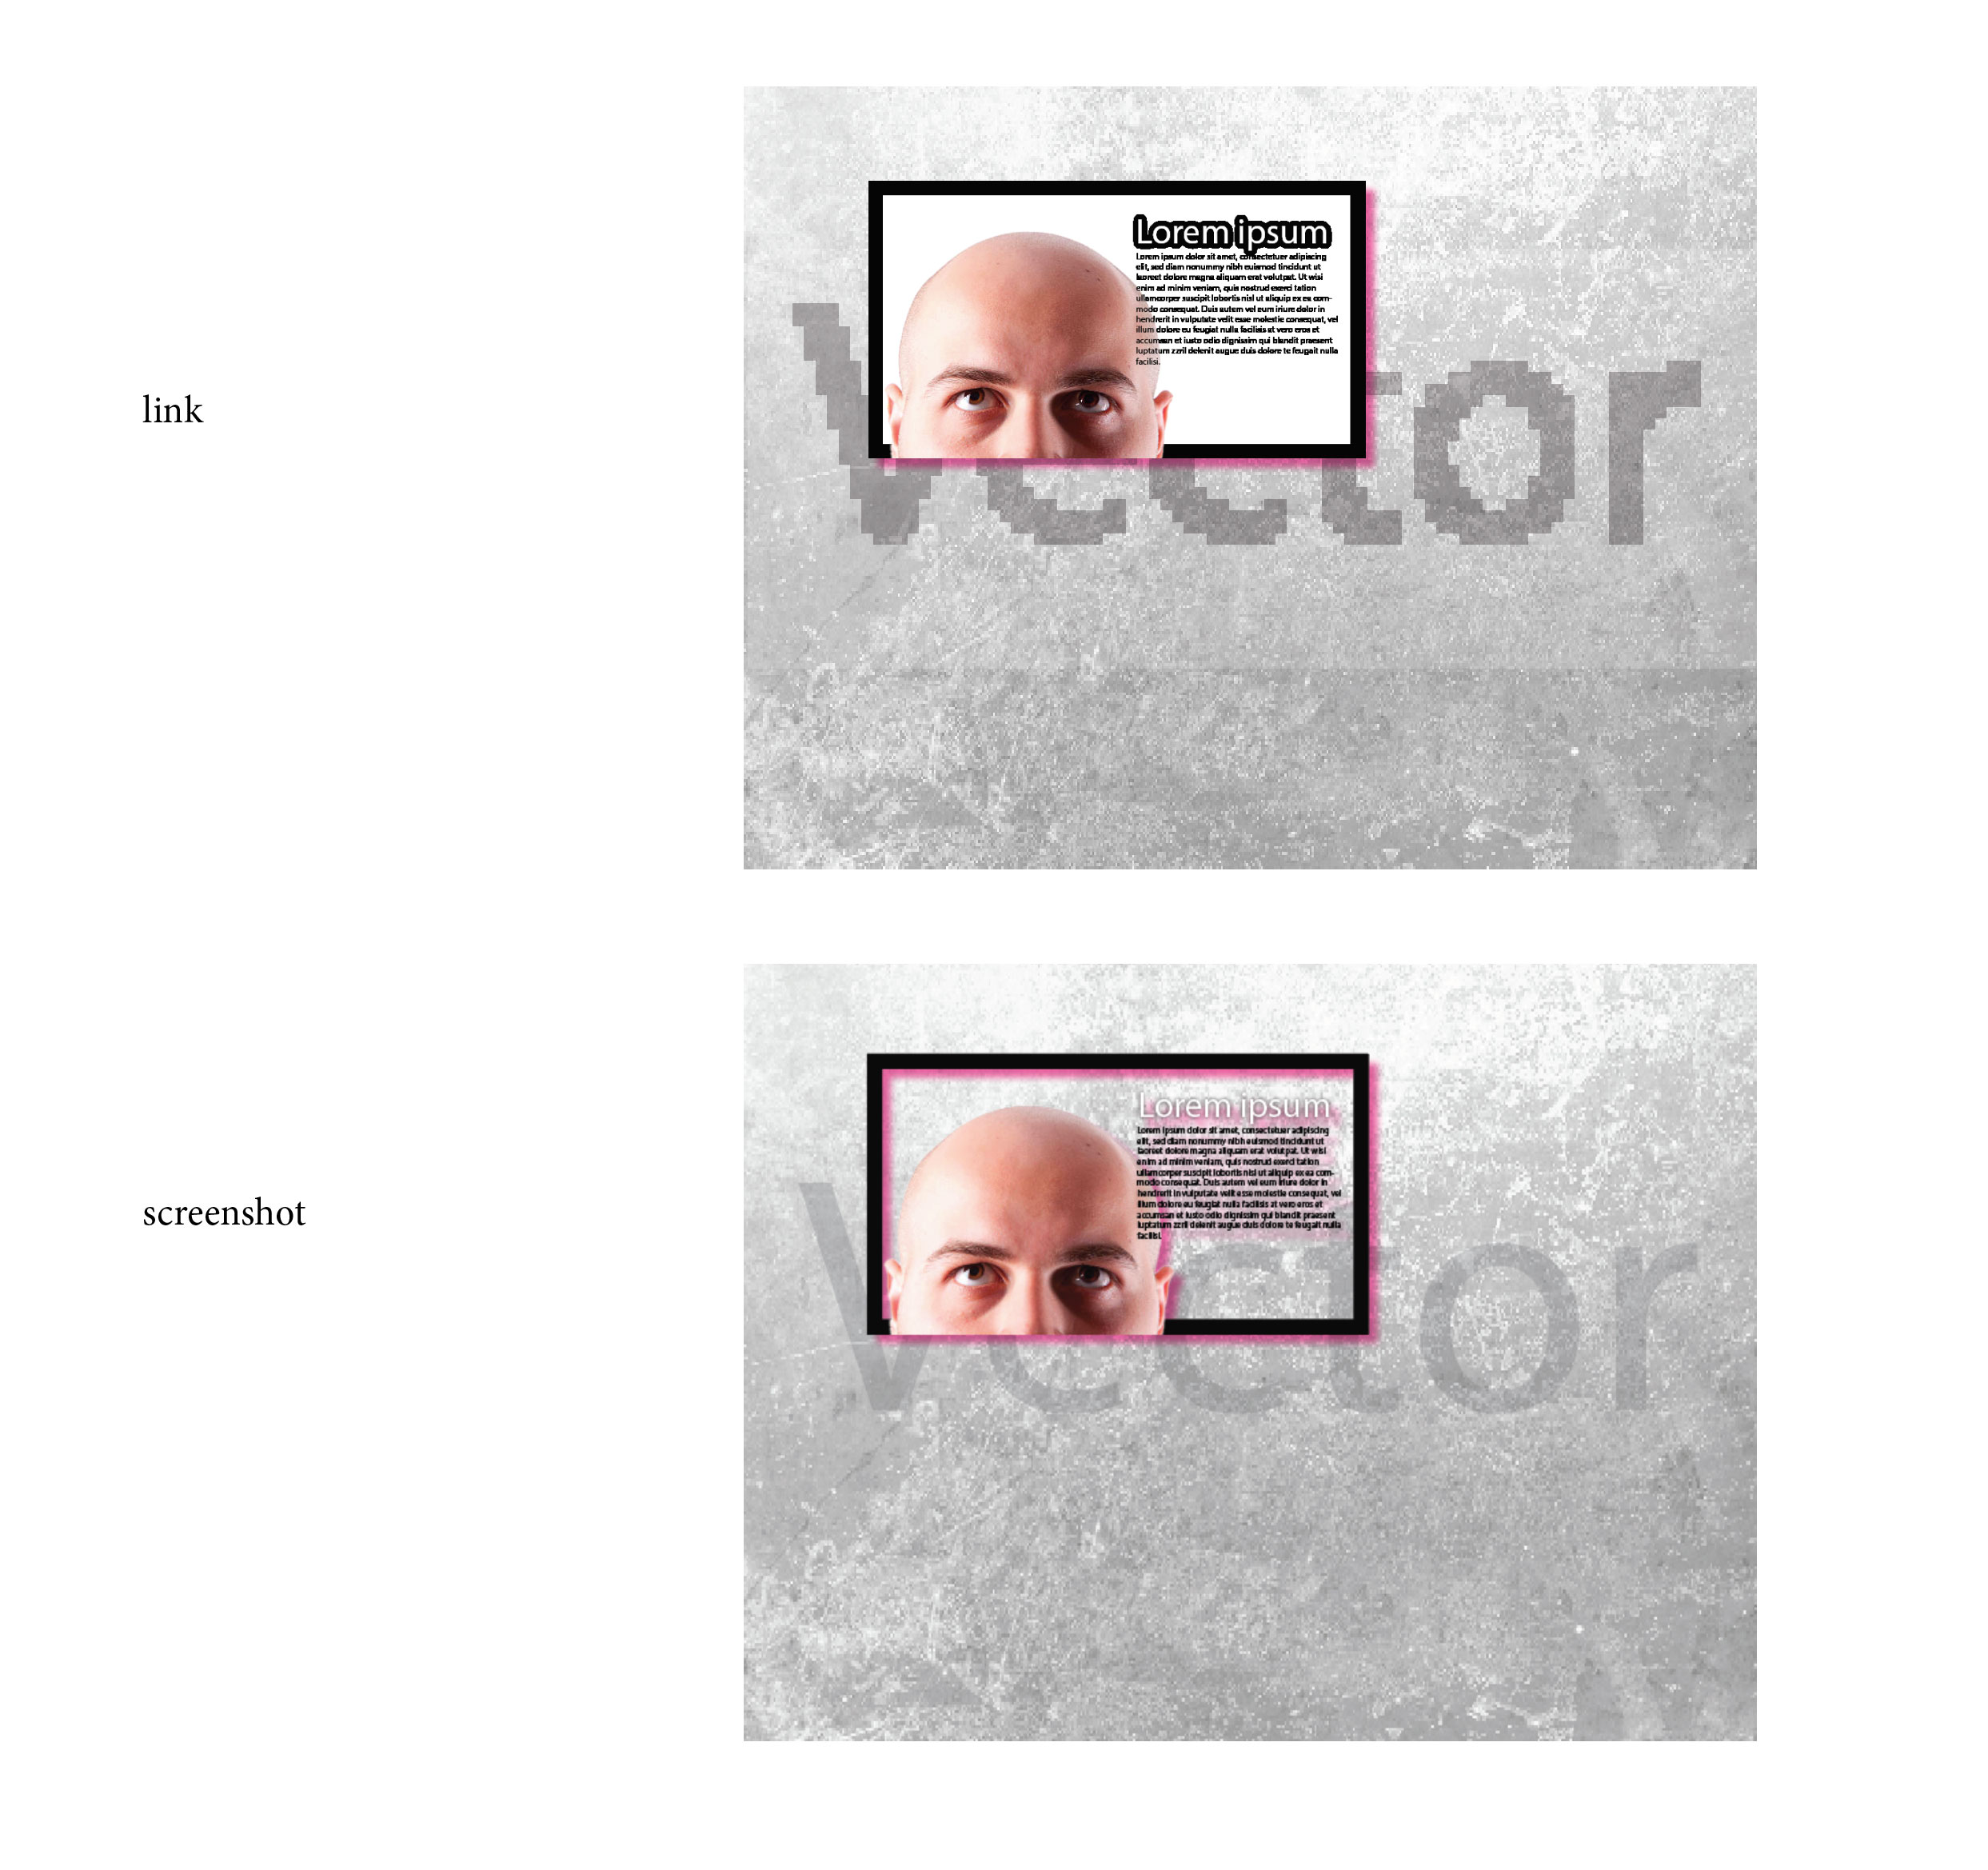 link
Vector
Lorem ipsum
Lorem ipsum dolor sit amet, consectetuer adipiscing
elit, sed diam nonummy nibh euismod tincidunt ut
laoreet dolore magna aliquam erat volutpat. Ut wisi
enim ad minim veniam, quis nostrud exerci tation
ullamcorper suscipit lobortis nisl ut aliquip ex ea com-
modo consequat. Duis autem vel eum iriure dolor in
hendrerit in vulputate velit esse molestie consequat, vel
illum dolore eu feugiat nulla facilisis at vero eros et
accumsan et iusto odio dignissim qui blandit praesent
luptatum zzril delenit augue duis dolore te feugait nulla
facilisi.
screenshot
Vector
Lorem ipsum
Lorem ipsum dolor sit amet, consectetuer adipiscing
elit, sed diam nonummy nibh euismod tincidunt ut
laoreet dolore magna aliquam erat volutpat. Ut wisi
enim ad minim veniam, quis nostrud exerci tation
ullamcorper suscipit lobortis nisl ut aliquip ex ea com-
modo consequat. Duis autem vel eum iriure dolor in
hendrerit in vulputate velit esse molestie consequat, vel
illum dolore eu feugiat nulla facilisis at vero eros et
accumsan et iusto odio dignissim qui blandit praesent
luptatum zzril delenit augue duis dolore te feugait nulla
facilisi.